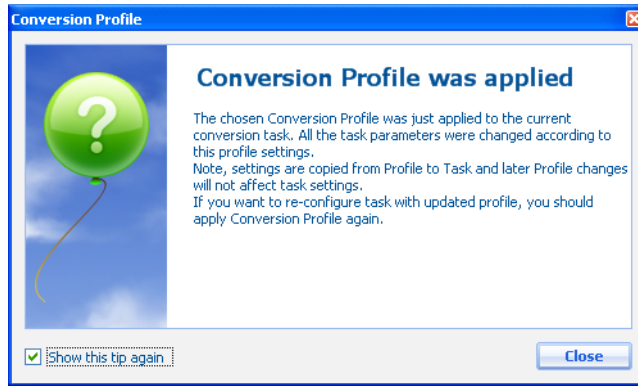 Conversion Profile
Conversion Profile was applied
The chosen Conversion Profile was just applied to the current
conversion task. All the task parameters were changed according to
this profile settings.
Note, settings are copied from Profile to Task and later Profile changes
will not affect task settings.
If you want to re-configure task with updated profile, you should
apply Conversion Profile again.
?
Show this tip again
Close